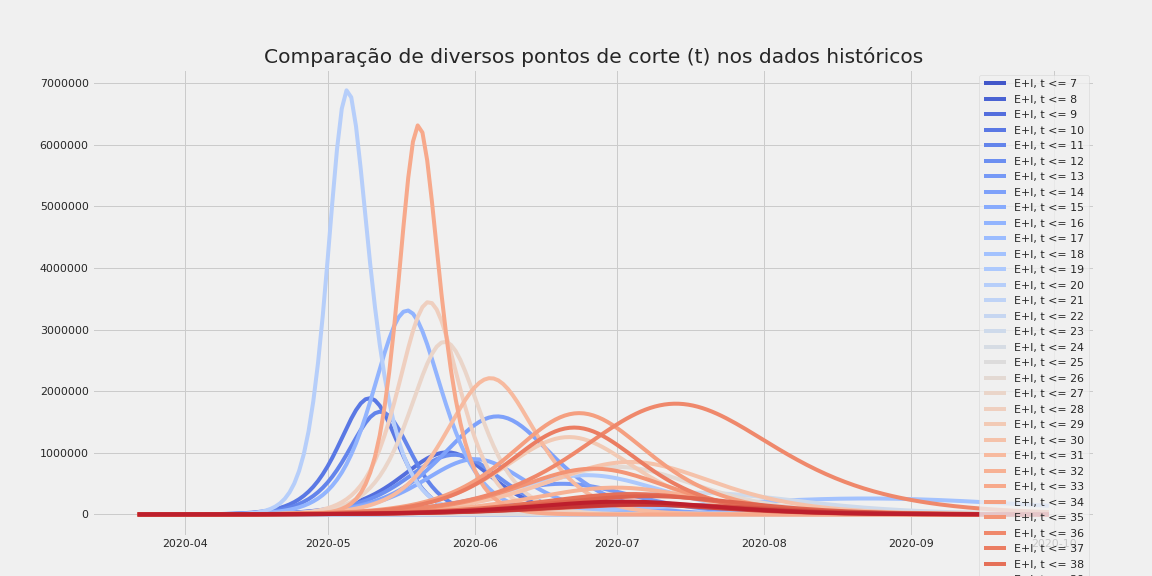 Comparação de diversos pontos de corte (t) nos dados históricos
7000000
6000000
5000000
4000000
3000000
2000000
1000000
0
2020-04
2020-05
2020-06
2020-07
2020-08
2020-09
2020-10
E+I, t <= 7
E+I, t <= 8
E+I, t <= 9
E+I, t <= 10
E+I, t <= 11
E+I, t <= 12
E+I, t <= 13
E+I, t <= 14
E+I, t <= 15
E+I, t <= 16
E+I, t <= 17
E+I, t <= 18
E+I, t <= 19
E+I, t <= 20
E+I, t <= 21
E+I, t <= 22
E+I, t <= 23
E+I, t <= 24
E+I, t <= 25
E+I, t <= 26
E+I, t <= 27
E+I, t <= 28
E+I, t <= 29
E+I, t <= 30
E+I, t <= 31
E+I, t <= 32
E+I, t <= 33
E+I, t <= 34
E+I, t <= 35
E+I, t <= 36
E+I, t <= 37
E+I, t <= 38